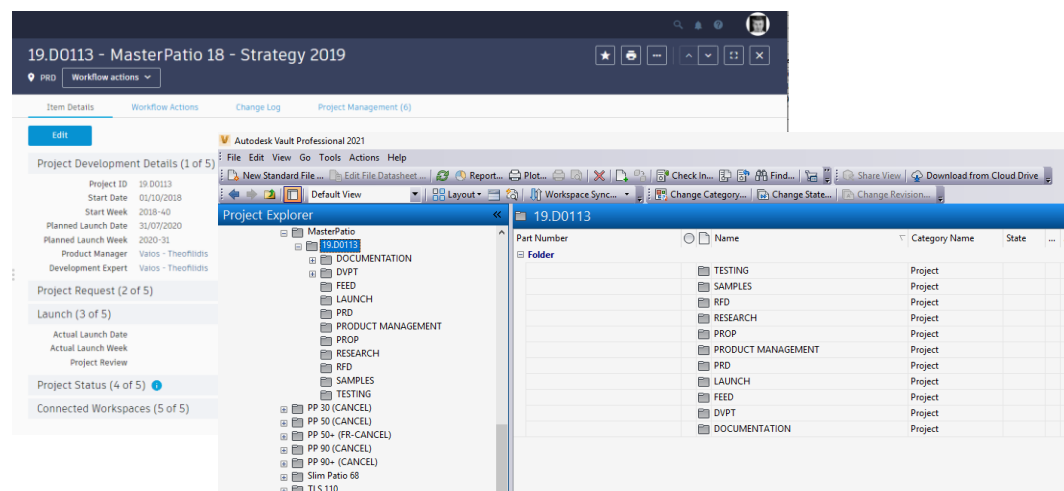 19.D0113 - MasterPatio 18 - Strategy 2019
PRD Workflow actions
Item Details Workflow Actions Change Log Project Management (6)
Edit
Project Development Details (1 of 5)
Project ID 19.D0113
Start Date 01/10/2018
Start Week 2018-40
Planned Launch Date 31/07/2020
Planned Launch Week 2020-31
Product Manager Vaios - Theofilidis
Development Expert Vaios - Theofilidis
Project Request (2 of 5)
Launch (3 of 5)
Actual Launch Date
Actual Launch Week
Project Review
Project Status (4 of 5)
Connected Workspaces (5 of 5)
Autodesk Vault Professional 2021
File Edit View Go Tools Actions Help
New Standard File ... Edit File Datasheet ... Report... Plot... Check In... Find... Share View Download from Cloud Drive
Default View Layout Workspace Sync... Change Category... Change State... Change Revision...
Project Explorer
MasterPatio
19.D0113
DOCUMENTATION
DVPT
FEED
LAUNCH
PRD
PRODUCT MANAGEMENT
PROP
RESEARCH
RFD
SAMPLES
TESTING
PP 30 (CANCEL)
PP 50 (CANCEL)
PP 50+ (FR-CANCEL)
PP 90 (CANCEL)
PP 90+ (CANCEL)
Slim Patio 68
TLS 110
19.D0113
Part Number Name Category Name State ...
Folder
TESTING Project
SAMPLES Project
RFD Project
RESEARCH Project
PROP Project
PRODUCT MANAGEMENT Project
PRD Project
LAUNCH Project
FEED Project
DVPT Project
DOCUMENTATION Project